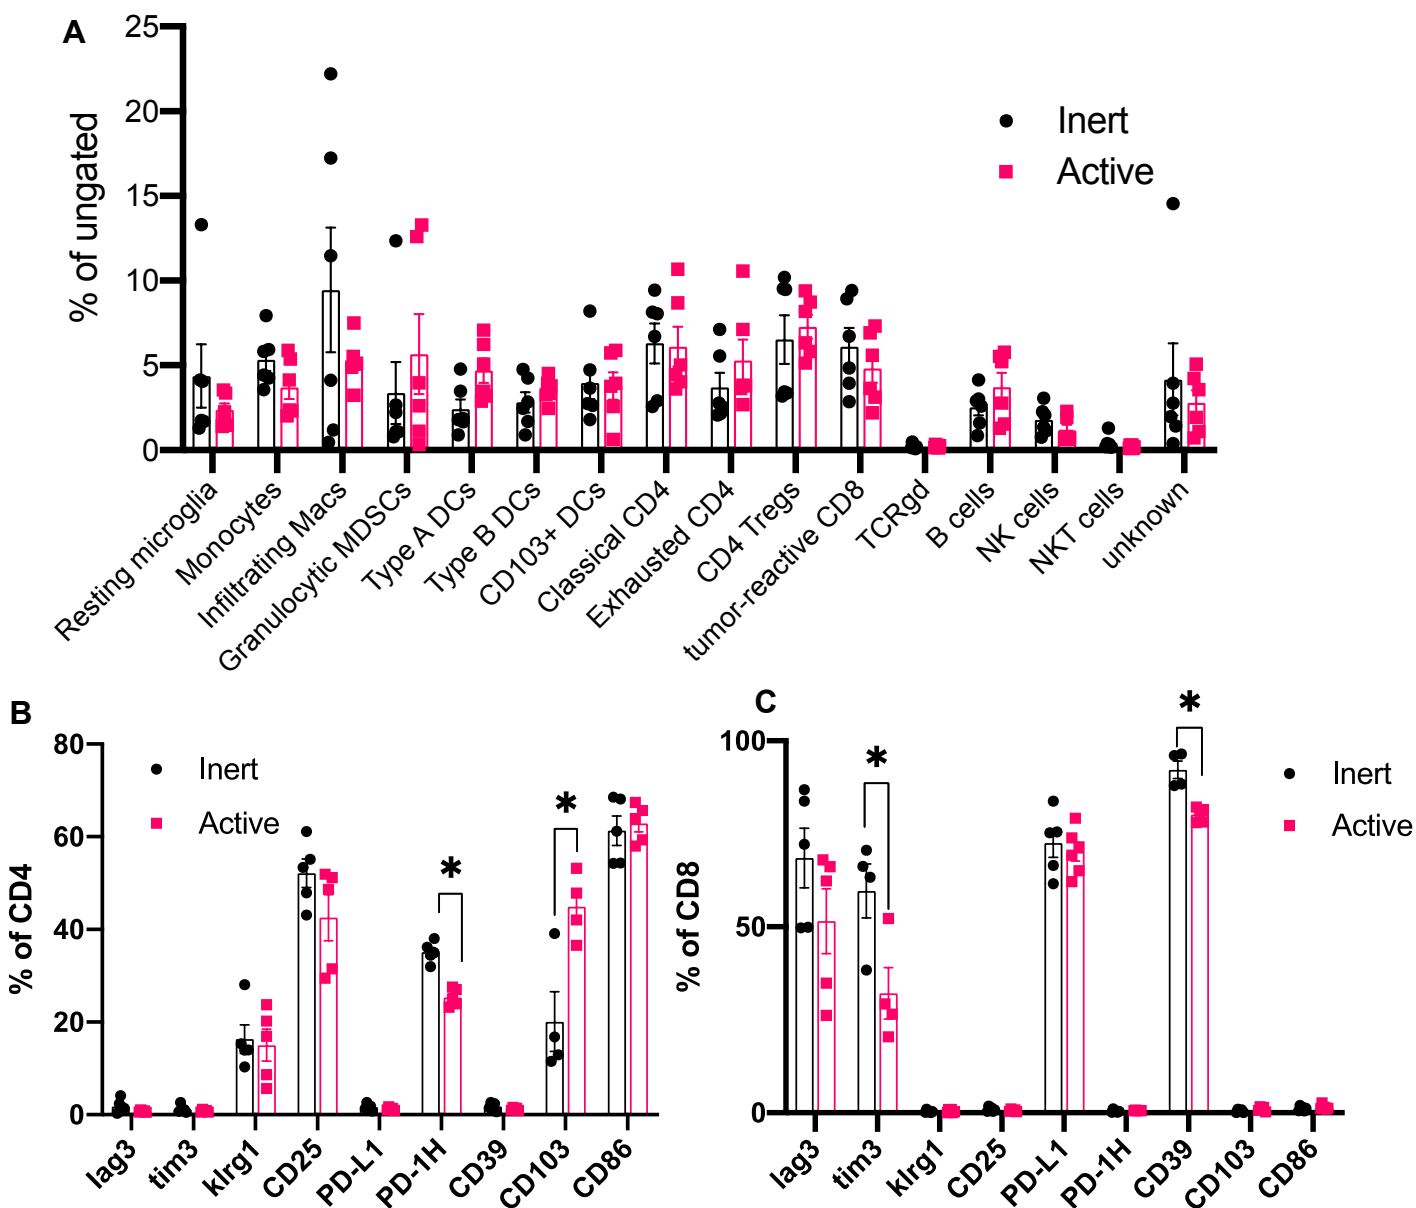 A
25
20
15
10
5
0
% of ungated
Inert
Active
Resting microglia
Monocytes
Infiltrating Macs
Granulocytic MDSCs
Type A DCs
Type B DCs
CD103+ DCs
Classical CD4
Exhausted CD4
CD4 Tregs
tumor-reactive CD8
TCRgd
B cells
NK cells
NKT cells
unknown
B
80
60
40
20
0
% of CD4
Inert
Active
*
*
lag3
tim3
klrg1
CD25
PD-L1
PD-1H
CD39
CD103
CD86
C
100
50
0
% of CD8
*
*
Inert
Active
lag3
tim3
klrg1
CD25
PD-L1
PD-1H
CD39
CD103
CD86